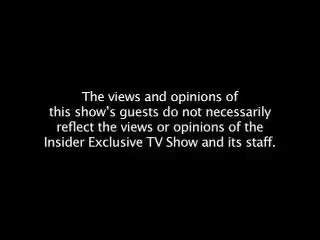 The views and opinions of
this show's guests do not necessarily
reflect the views or opinions of the
Insider Exclusive TV Show and its staff.